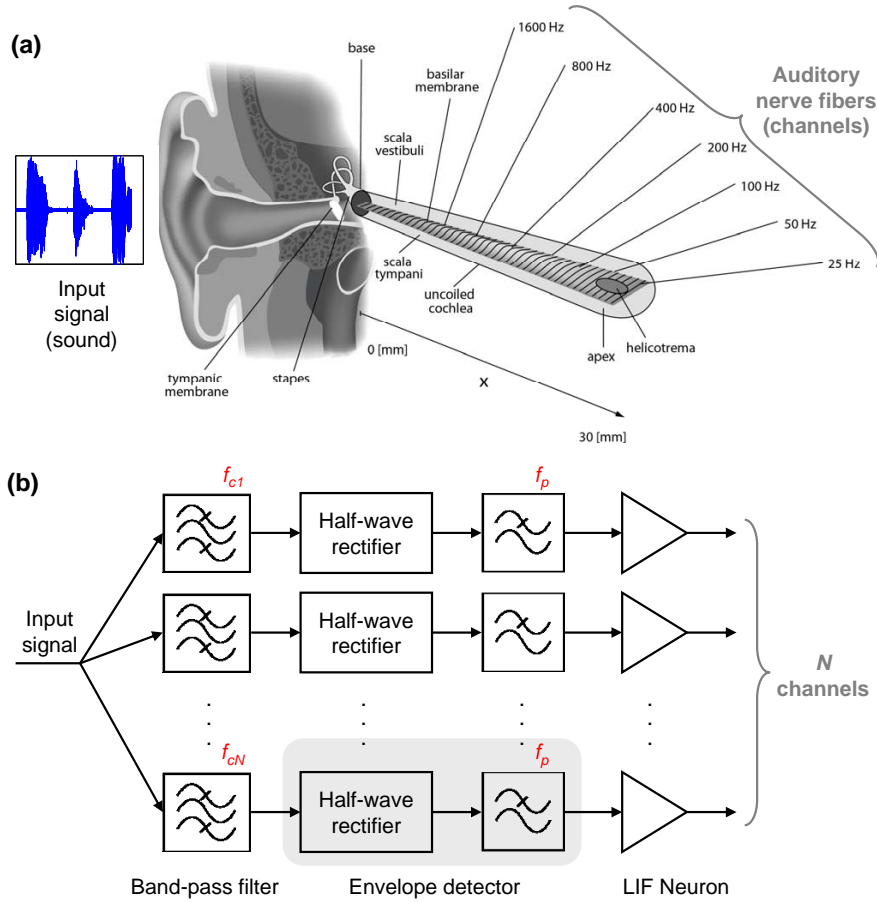 (a)
Input
signal
(sound)
base
basilar
membrane
scala
vestibuli
scala
tympani
uncoiled
cochlea
1600 Hz
800 Hz
400 Hz
200 Hz
100 Hz
50 Hz
25 Hz
Auditory
nerve fibers
(channels)
tympanic
membrane
stapes
0 [mm]
x
30 [mm]
apex
helicotrema
(b)
Input
signal
fc1
Half-wave
rectifier
fp
Half-wave
rectifier
fcN
Half-wave
rectifier
fp
N
channels
Band-pass filter
Envelope detector
LIF Neuron